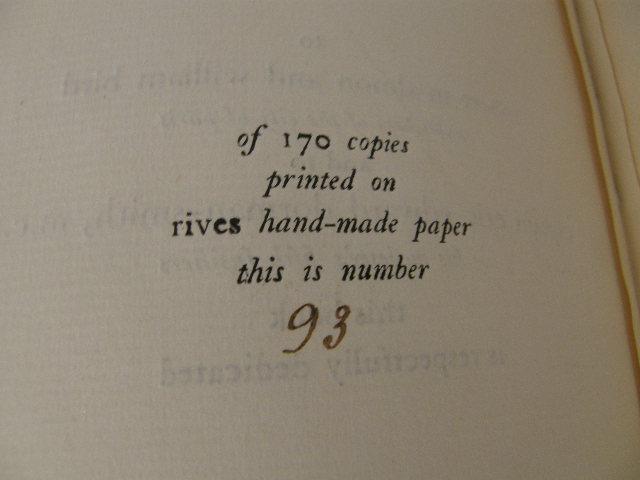 of 170 copies
printed on
rives hand-made paper
this is number
93